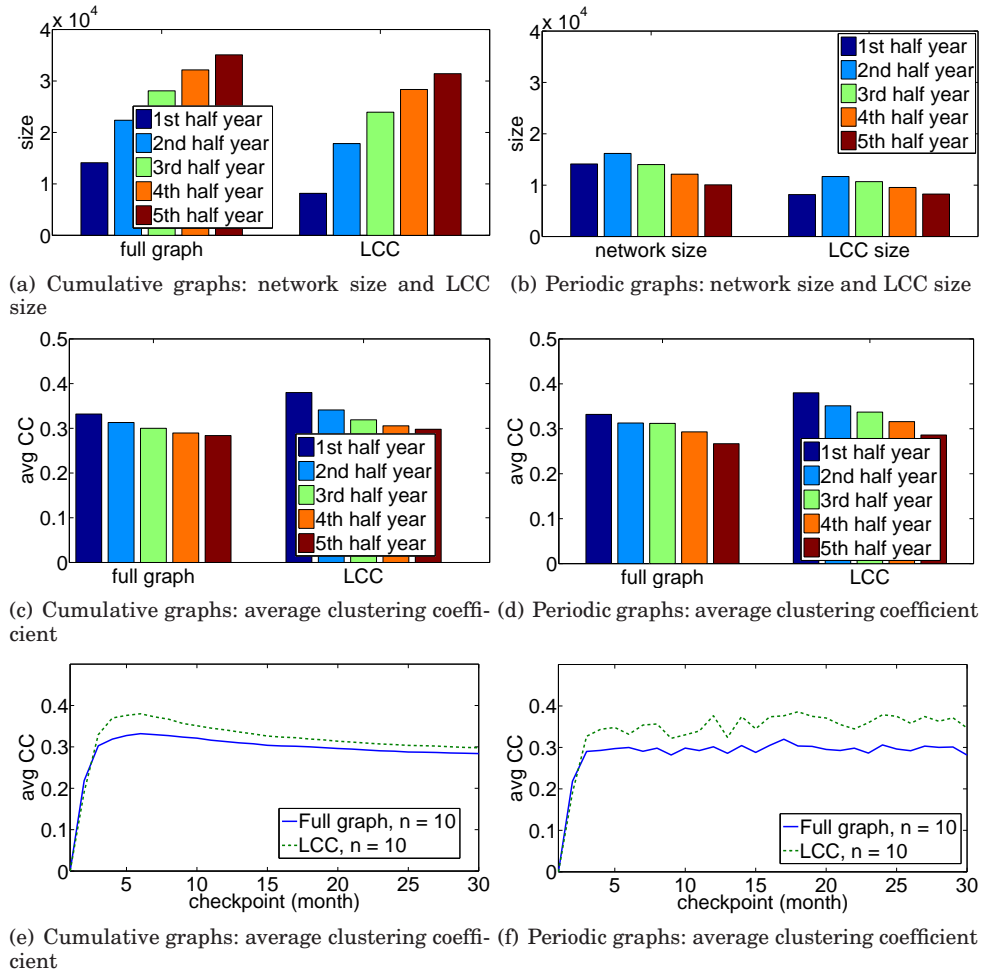 x 10^4
4
3
2
1
0
size
1st half year
2nd half year
3rd half year
4th half year
5th half year
full graph
LCC
(a) Cumulative graphs: network size and LCC
size
x 10^4
4
3
2
1
0
size
1st half year
2nd half year
3rd half year
4th half year
5th half year
network size
LCC size
(b) Periodic graphs: network size and LCC size
0.5
0.4
0.3
0.2
0.1
0
avg CC
1st half year
2nd half year
3rd half year
4th half year
5th half year
full graph
LCC
(c) Cumulative graphs: average clustering coeffi-
cient
0.5
0.4
0.3
0.2
0.1
0
avg CC
1st half year
2nd half year
3rd half year
4th half year
5th half year
full graph
LCC
(d) Periodic graphs: average clustering coefficient
0.4
0.3
0.2
0.1
0
avg CC
Full graph, n = 10
LCC, n = 10
5 10 15 20 25 30
checkpoint (month)
(e) Cumulative graphs: average clustering coeffi-
cient
0.4
0.3
0.2
0.1
0
avg CC
Full graph, n = 10
LCC, n = 10
5 10 15 20 25 30
checkpoint (month)
(f) Periodic graphs: average clustering coefficient